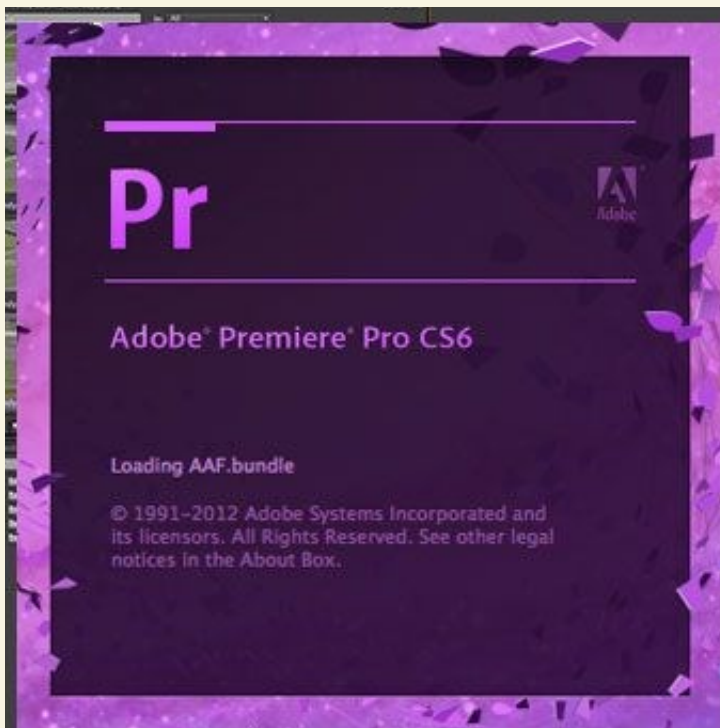 Pr
Adobe
Adobe® Premiere® Pro CS6
Loading AAF.bundle
© 1991–2012 Adobe Systems Incorporated and
its licensors. All Rights Reserved. See other legal
notices in the About Box.